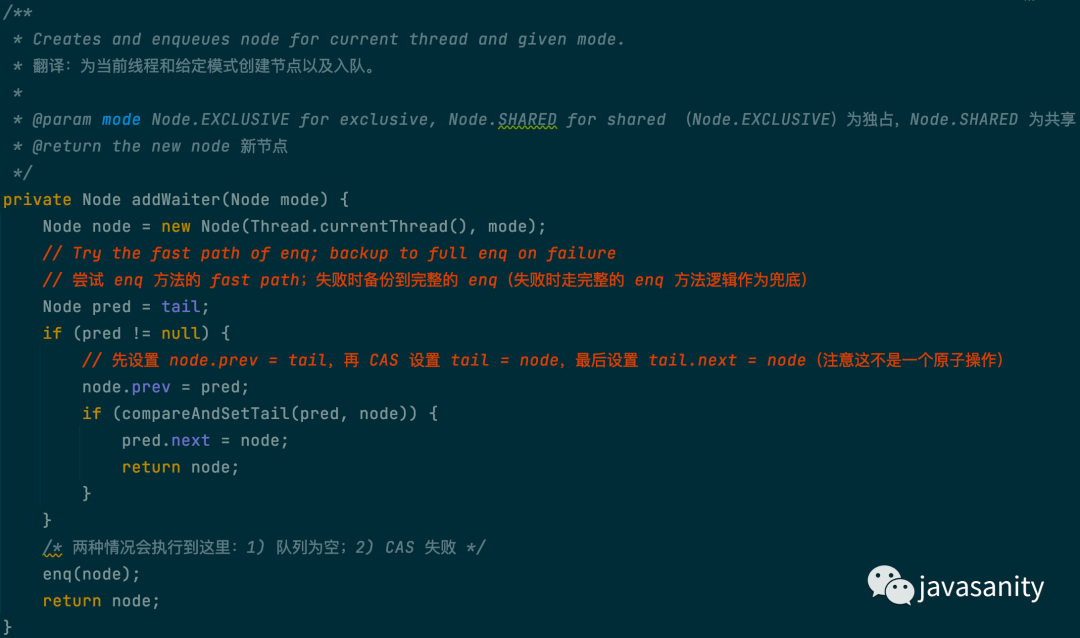 /**
 * Creates and enqueues node for current thread and given mode.
 * 翻译：为当前线程和给定模式创建节点以及入队。
 *
 * @param mode Node.EXCLUSIVE for exclusive, Node.SHARED for shared （Node.EXCLUSIVE）为独占，Node.SHARED 为共享
 * @return the new node 新节点
 */
private Node addWaiter(Node mode) {
    Node node = new Node(Thread.currentThread(), mode);
    // Try the fast path of enq; backup to full enq on failure
    // 尝试 enq 方法的 fast path；失败时备份到完整的 enq（失败时走完整的 enq 方法逻辑作为兜底）
    Node pred = tail;
    if (pred != null) {
        // 先设置 node.prev = tail，再 CAS 设置 tail = node，最后设置 tail.next = node（注意这不是一个原子操作）
        node.prev = pred;
        if (compareAndSetTail(pred, node)) {
            pred.next = node;
            return node;
        }
    }
    /* 两种情况会执行到这里：1) 队列为空；2) CAS 失败 */
    enq(node);
    return node;
}
javasanity